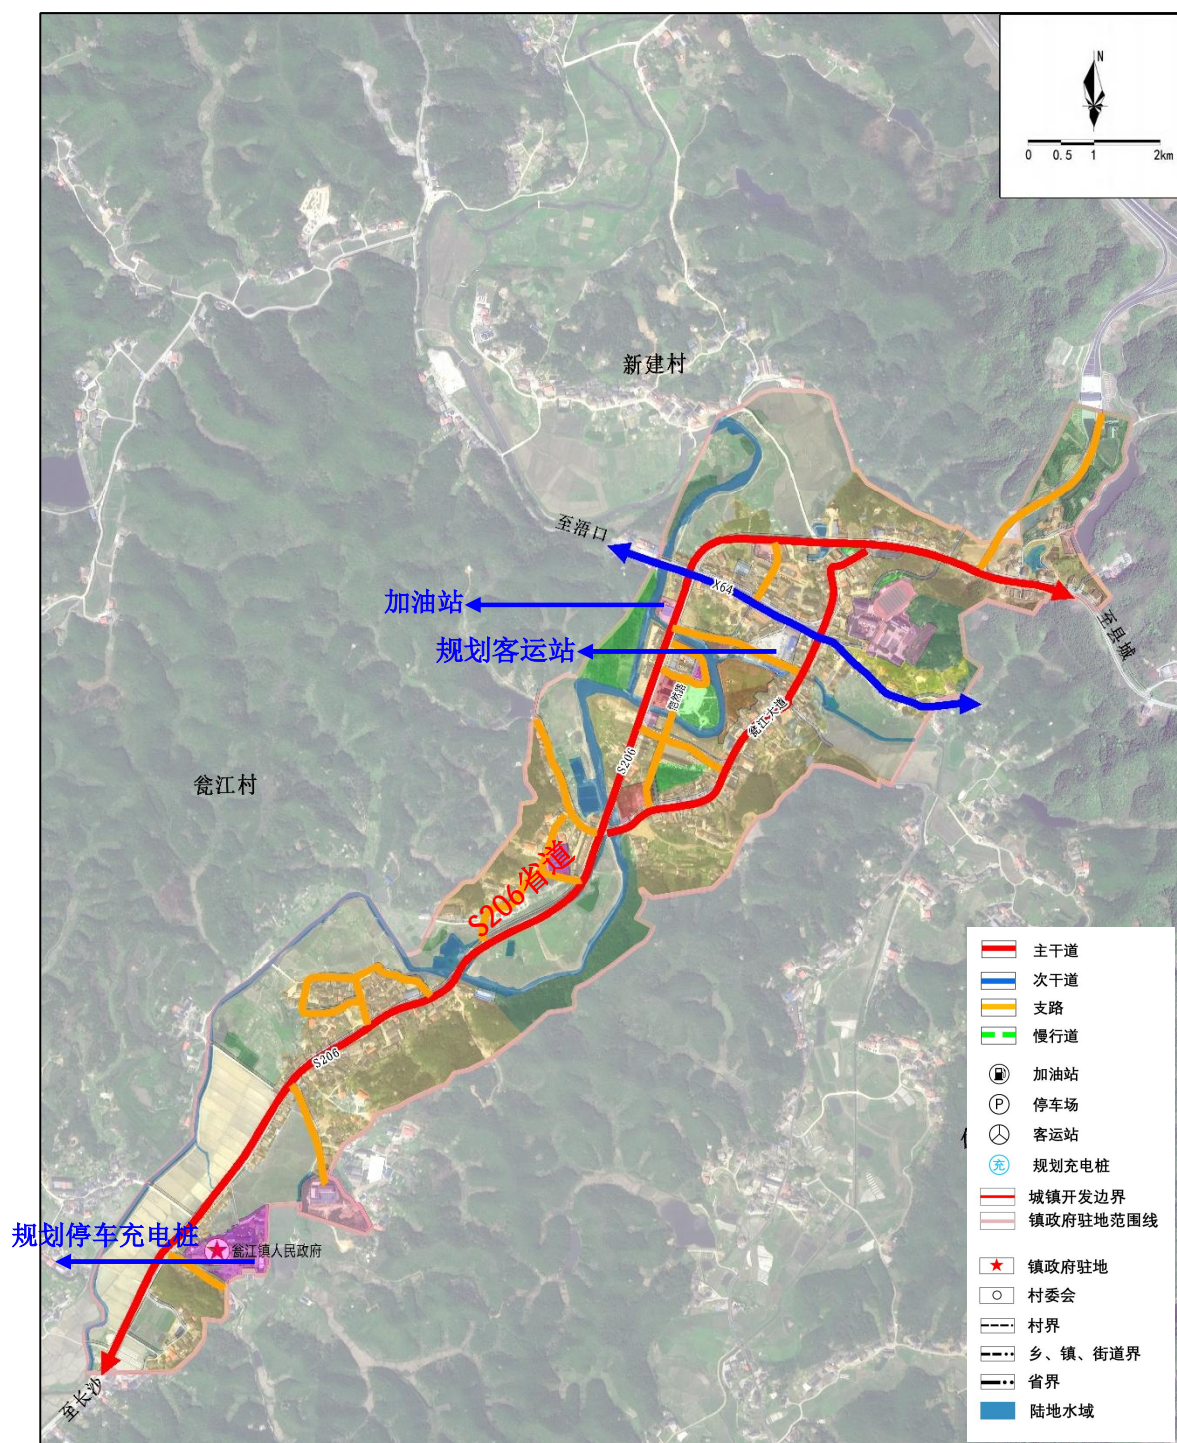 N
0 0.5 1 2km
新建村
至浯口
X64
加油站
规划客运站
至县城
怡然路
瓮江大道
S206
瓮江村
S206省道
S206
规划停车充电桩
瓮江镇人民政府
至长沙
主干道
次干道
支路
慢行道
加油站
P 停车场
客运站
充 规划充电桩
城镇开发边界
镇政府驻地范围线
镇政府驻地
村委会
村界
乡、镇、街道界
省界
陆地水域